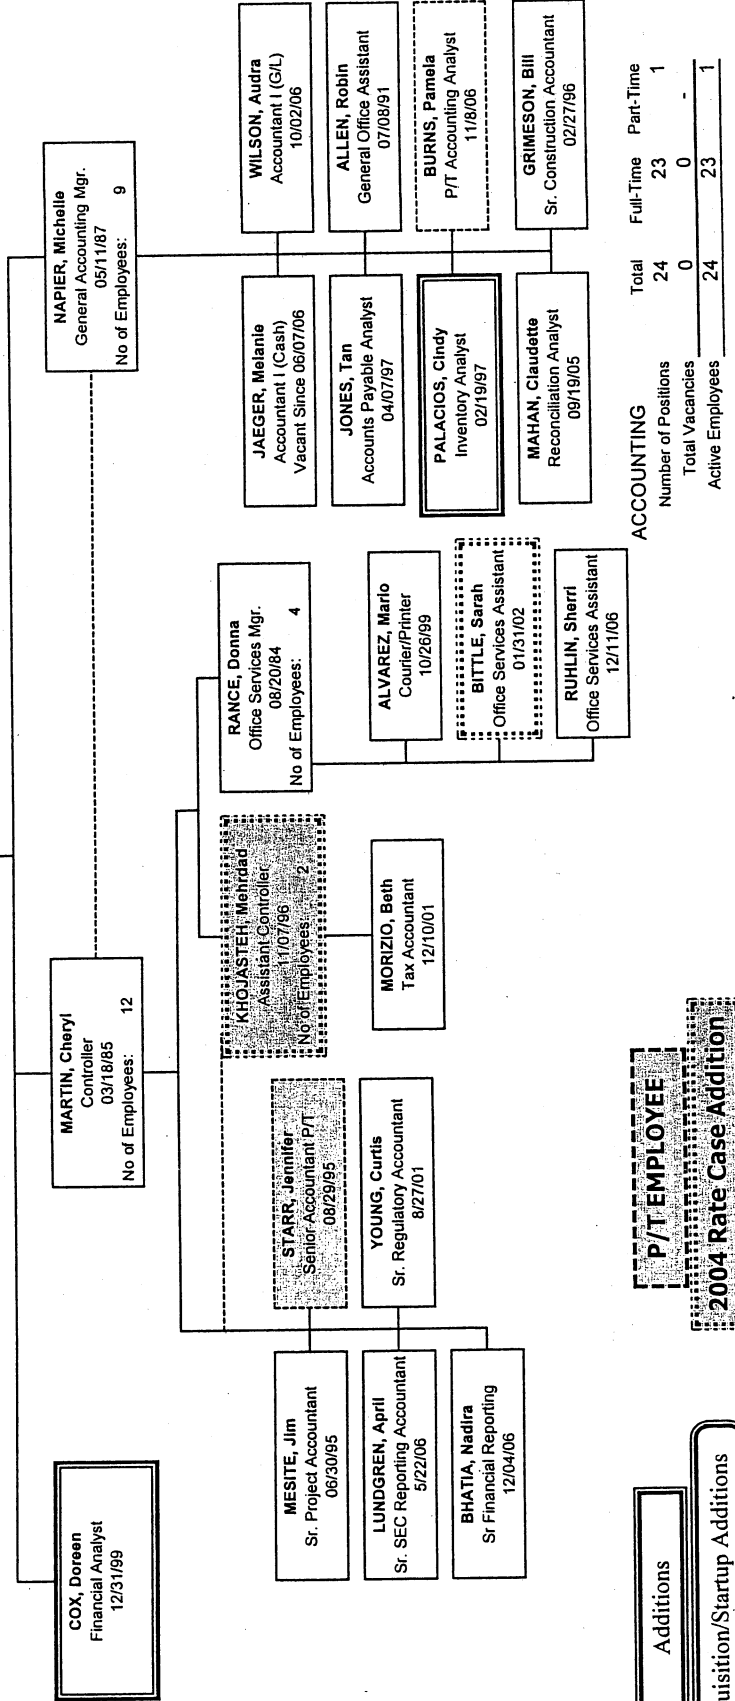 COX, Doreen
Financial Analyst
12/31/99
MARTIN, Cheryl
Controller
03/18/85
No of Employees: 12
NAPIER, Michelle
General Accounting Mgr.
05/11/87
No of Employees: 9
MESITE, Jim
Sr. Project Accountant
06/30/95
STARR, Jennifer
Senior Accountant P/T
08/29/95
LUNDGREN, April
Sr. SEC Reporting Accountant
5/22/06
YOUNG, Curtis
Sr. Regulatory Accountant
8/27/01
BHATIA, Nadira
Sr Financial Reporting
12/04/06
KHOJASTEH, Mehrdad
Assistant Controller
11/07/96
No of Employees: 2
MORIZIO, Beth
Tax Accountant
12/10/01
RANCE, Donna
Office Services Mgr.
08/20/84
No of Employees: 4
ALVAREZ, Mario
Courier/Printer
10/26/99
BITTLE, Sarah
Office Services Assistant
01/31/02
RUHLIN, Sherri
Office Services Assistant
12/11/06
JAEGER, Melanie
Accountant I (Cash)
Vacant Since 06/07/06
WILSON, Audra
Accountant I (G/L)
10/02/06
JONES, Tan
Accounts Payable Analyst
04/07/97
ALLEN, Robin
General Office Assistant
07/08/91
PALACIOS, Cindy
Inventory Analyst
02/19/97
BURNS, Pamela
P/T Accounting Analyst
11/8/06
MAHAN, Claudette
Reconciliation Analyst
09/19/05
GRIMESON, Bill
Sr. Construction Accountant
02/27/96
Additions
uisition/Startup Additions
P/T EMPLOYEE
2004 Rate Case Addition
ACCOUNTING Total Full-Time Part-Time
Number of Positions 24 23 1
Total Vacancies 0 0 -
Active Employees 24 23 1